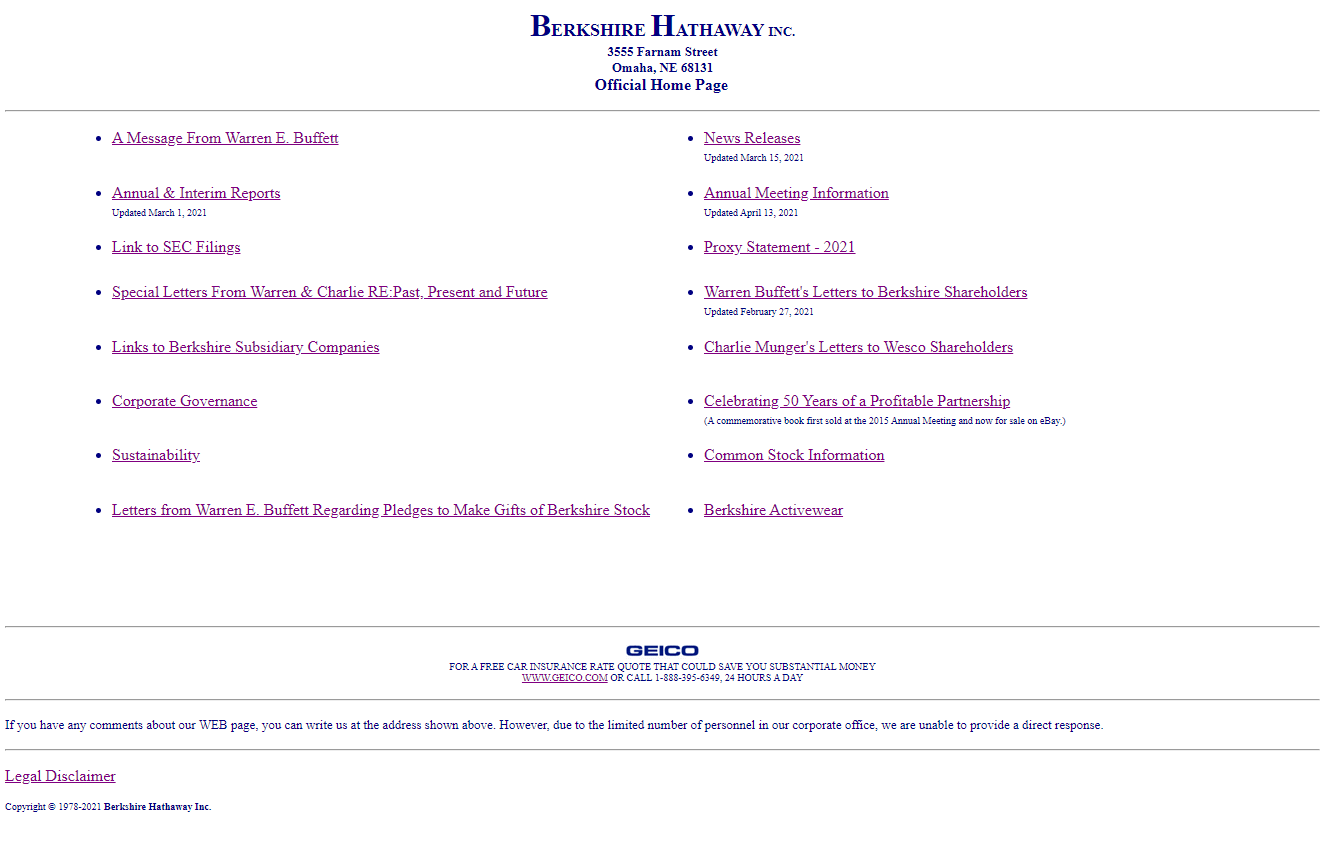 BERKSHIRE HATHAWAY INC.
3555 Farnam Street
Omaha, NE 68131
Official Home Page
A Message From Warren E. Buffett
News Releases
Updated March 15, 2021
Annual & Interim Reports
Updated March 1, 2021
Annual Meeting Information
Updated April 13, 2021
Link to SEC Filings
Proxy Statement - 2021
Special Letters From Warren & Charlie RE:Past, Present and Future
Warren Buffett's Letters to Berkshire Shareholders
Updated February 27, 2021
Links to Berkshire Subsidiary Companies
Charlie Munger's Letters to Wesco Shareholders
Corporate Governance
Celebrating 50 Years of a Profitable Partnership
(A commemorative book first sold at the 2015 Annual Meeting and now for sale on eBay.)
Sustainability
Common Stock Information
Letters from Warren E. Buffett Regarding Pledges to Make Gifts of Berkshire Stock
Berkshire Activewear
GEICO
FOR A FREE CAR INSURANCE RATE QUOTE THAT COULD SAVE YOU SUBSTANTIAL MONEY
WWW.GEICO.COM OR CALL 1-888-395-6349, 24 HOURS A DAY
If you have any comments about our WEB page, you can write us at the address shown above. However, due to the limited number of personnel in our corporate office, we are unable to provide a direct response.
Legal Disclaimer
Copyright © 1978-2021 Berkshire Hathaway Inc.